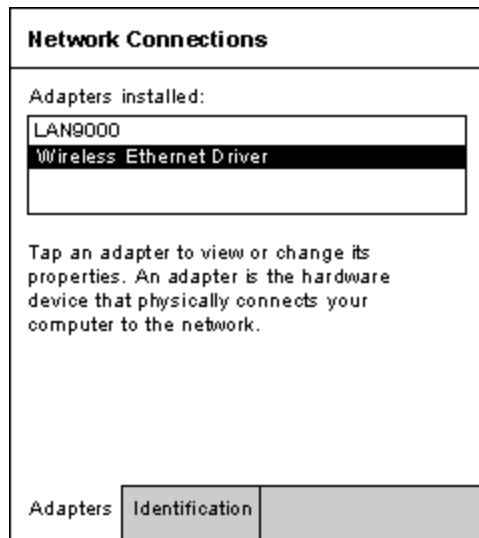 Network Connections
Adapters installed:
LAN9000
Wireless Ethernet Driver
Tap an adapter to view or change its
properties. An adapter is the hardware
device that physically connects your
computer to the network.
Adapters Identification